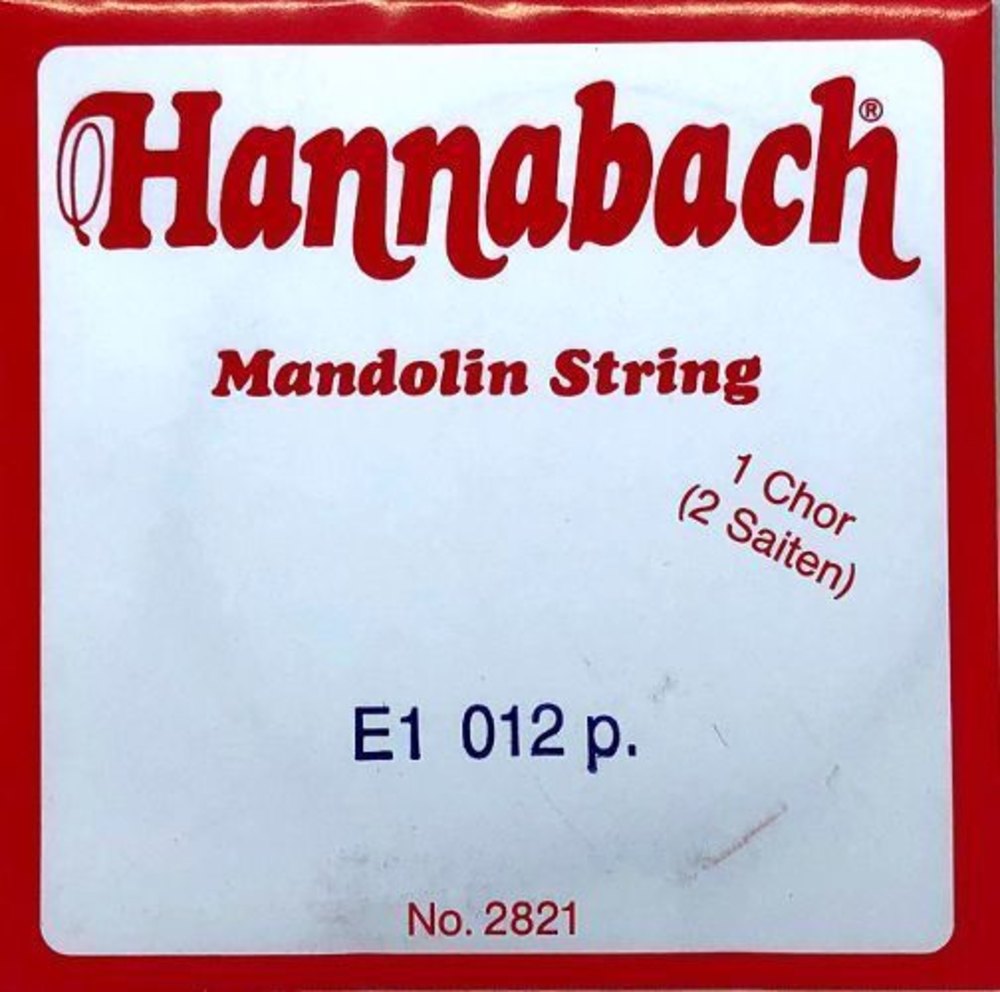 Hannabach®
Mandolin String
1 Chor
(2 Saiten)
E1 012 p.
No. 2821